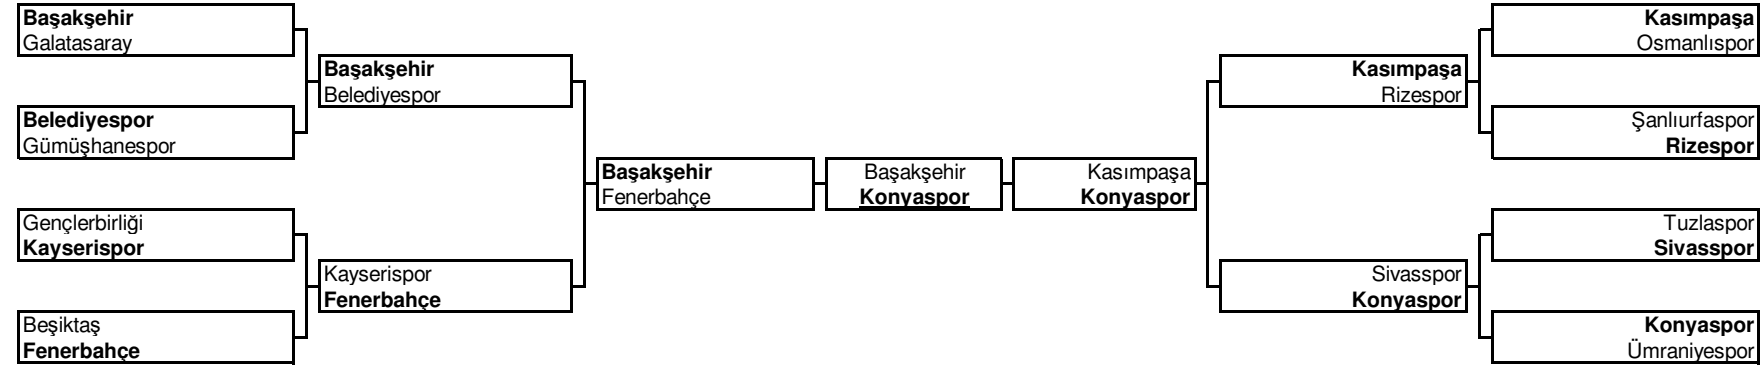 Başakşehir
Galatasaray
Belediyespor
Gümüşhanespor
Gençlerbirliği
Kayserispor
Beşiktaş
Fenerbahçe
Başakşehir
Belediyespor
Kayserispor
Fenerbahçe
Başakşehir
Fenerbahçe
Başakşehir
Konyaspor
Kasımpaşa
Konyaspor
Kasımpaşa
Rizespor
Sivasspor
Konyaspor
Kasımpaşa
Osmanlıspor
Şanlıurfaspor
Rizespor
Tuzlaspor
Sivasspor
Konyaspor
Ümraniyespor